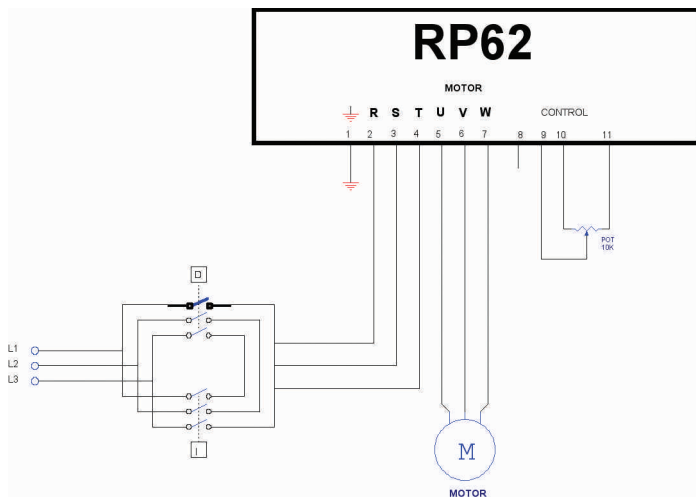 RP62
MOTOR
R S T U V W CONTROL
1 2 3 4 5 6 7 8 9 10 11
POT
10K
D
L1
L2
L3
I
M
MOTOR